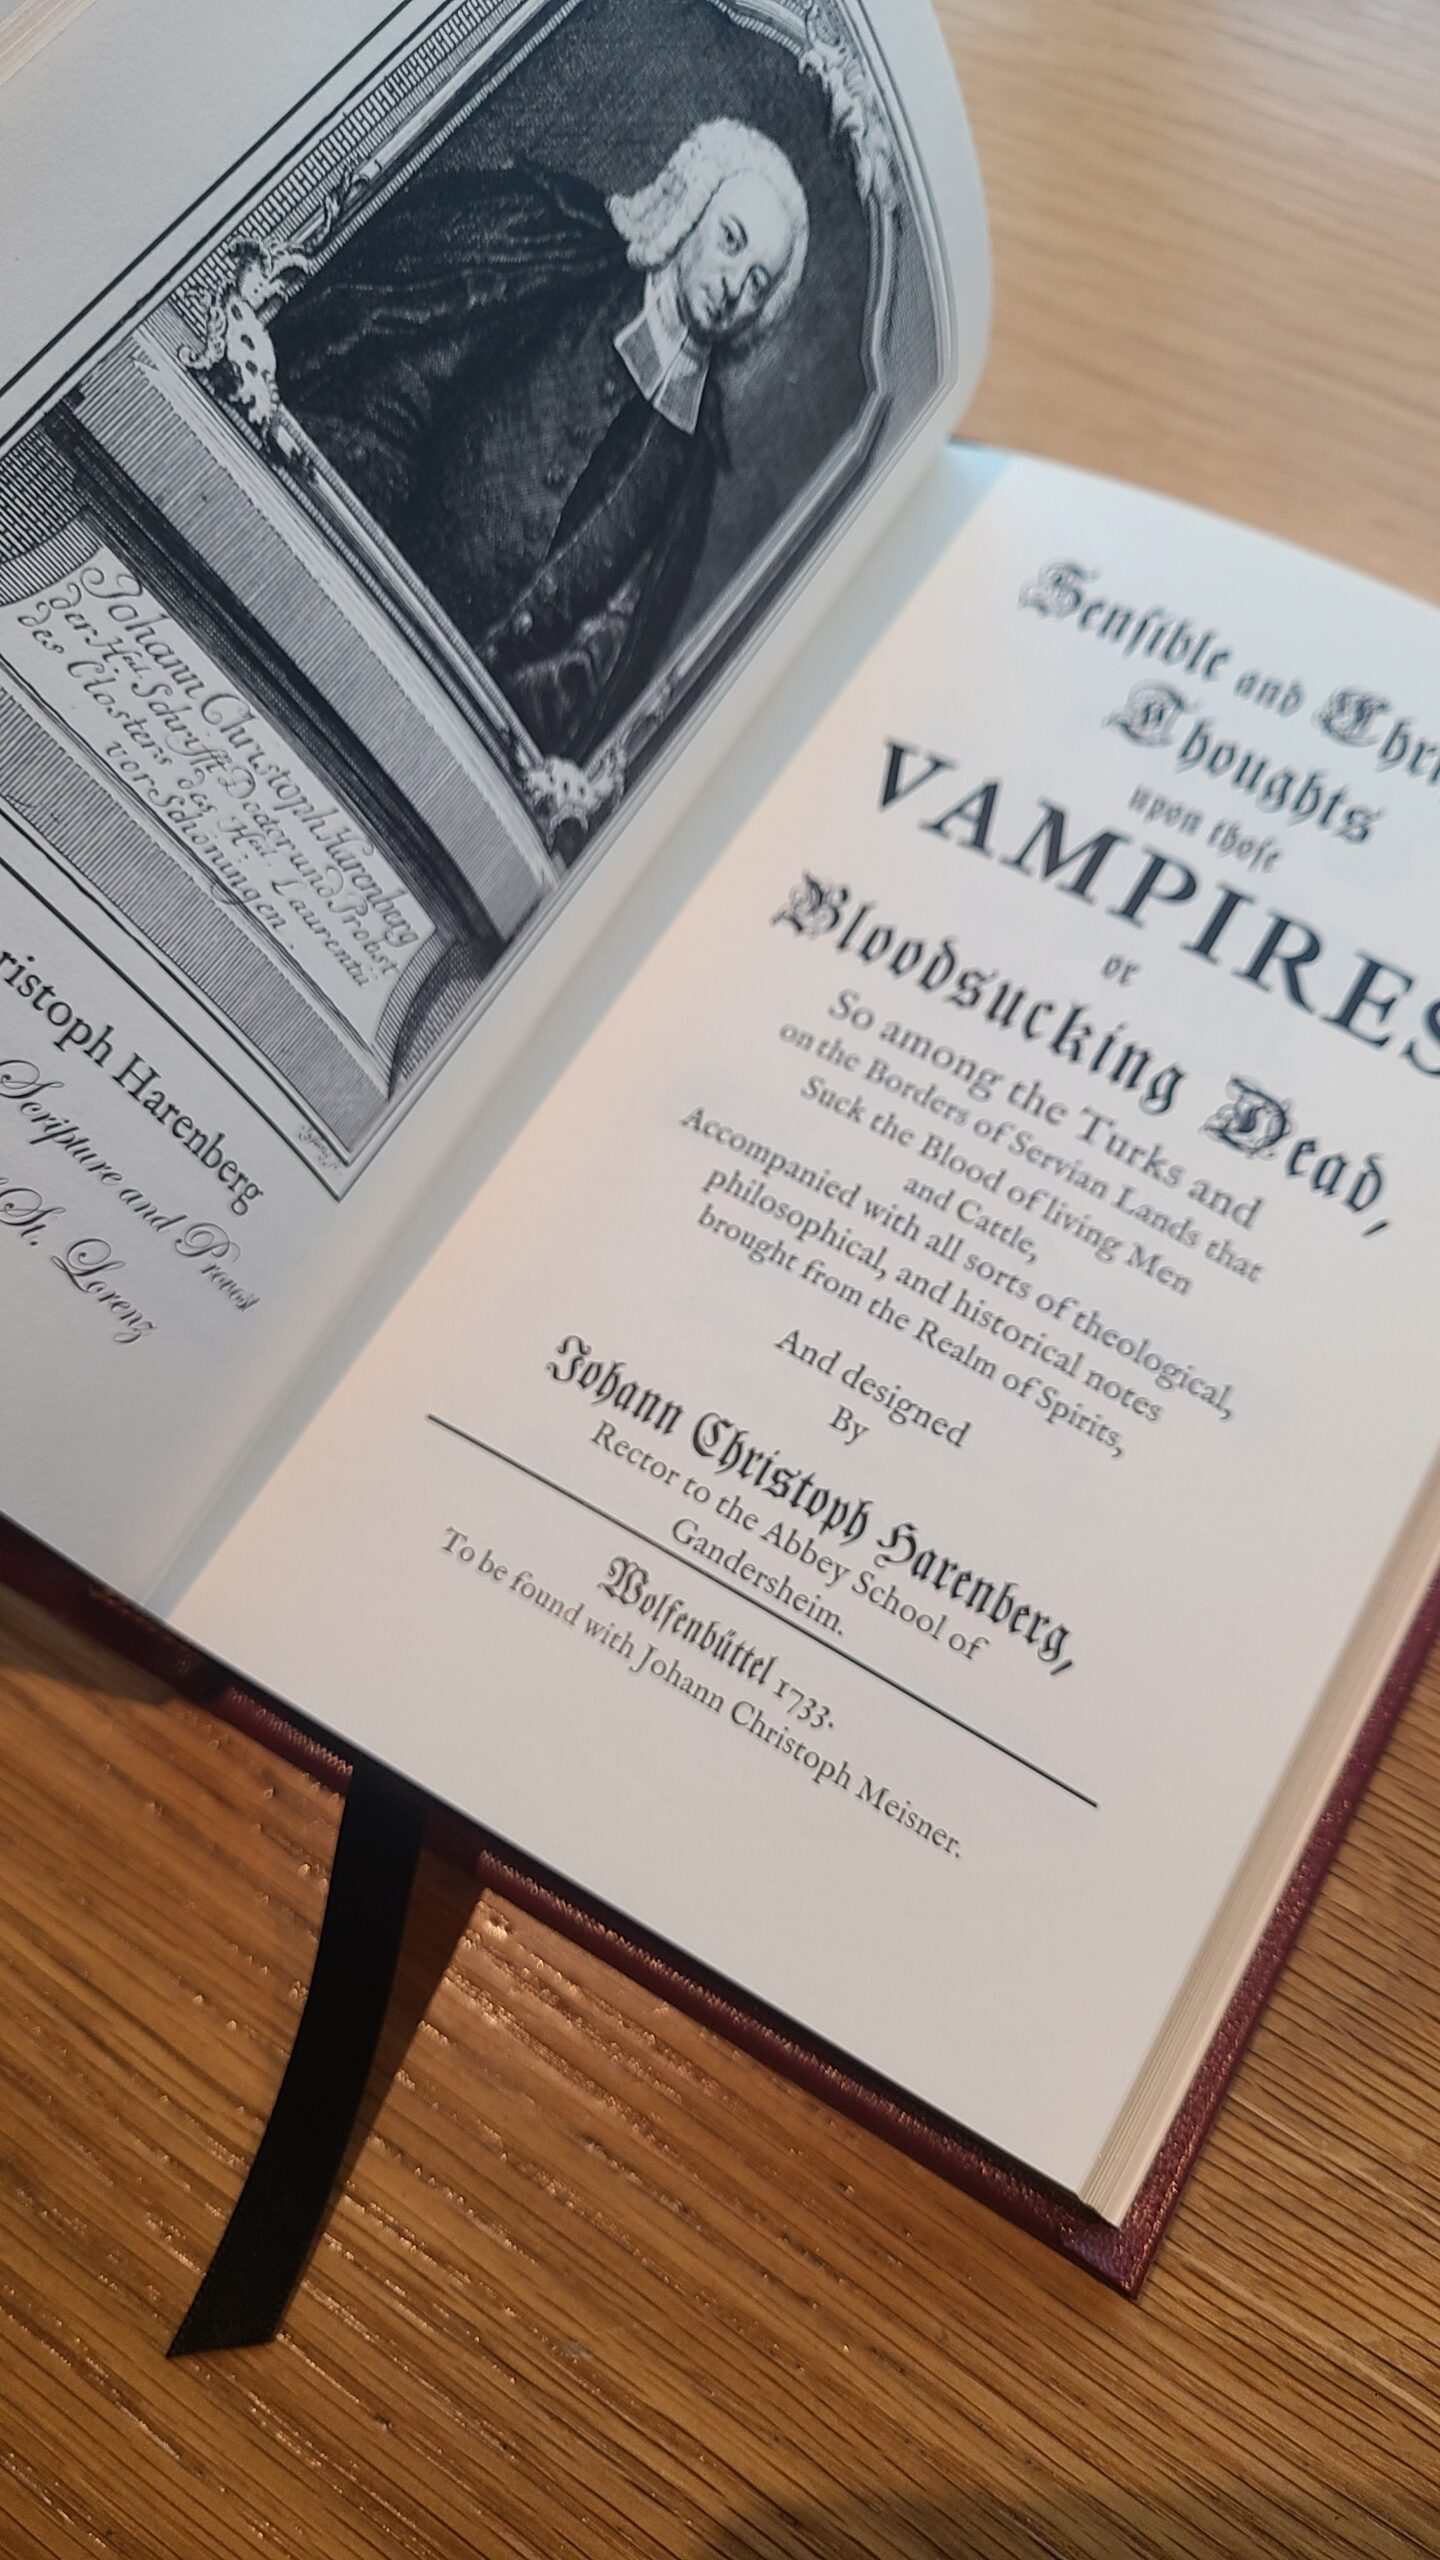 Johann Christoph Harenberg
der Heil. Schrifft Doctor und Probst
des Closters das Heil. Laurentii
vor Schöningen.
ristoph Harenberg
Scripture and Provost
St. Lorenz
Senſible and Chri
Thoughts
upon thoſe
VAMPIRES
or
Bloodsucking Dead,
So among the Turks and
on the Borders of Servian Lands that
Suck the Blood of living Men
and Cattle,
Accompanied with all sorts of theological,
philosophical, and historical notes
brought from the Realm of Spirits,
And designed
By
Johann Christoph Harenberg,
Rector to the Abbey School of
Gandersheim.
Wolfenbüttel 1733.
To be found with Johann Christoph Meisner.